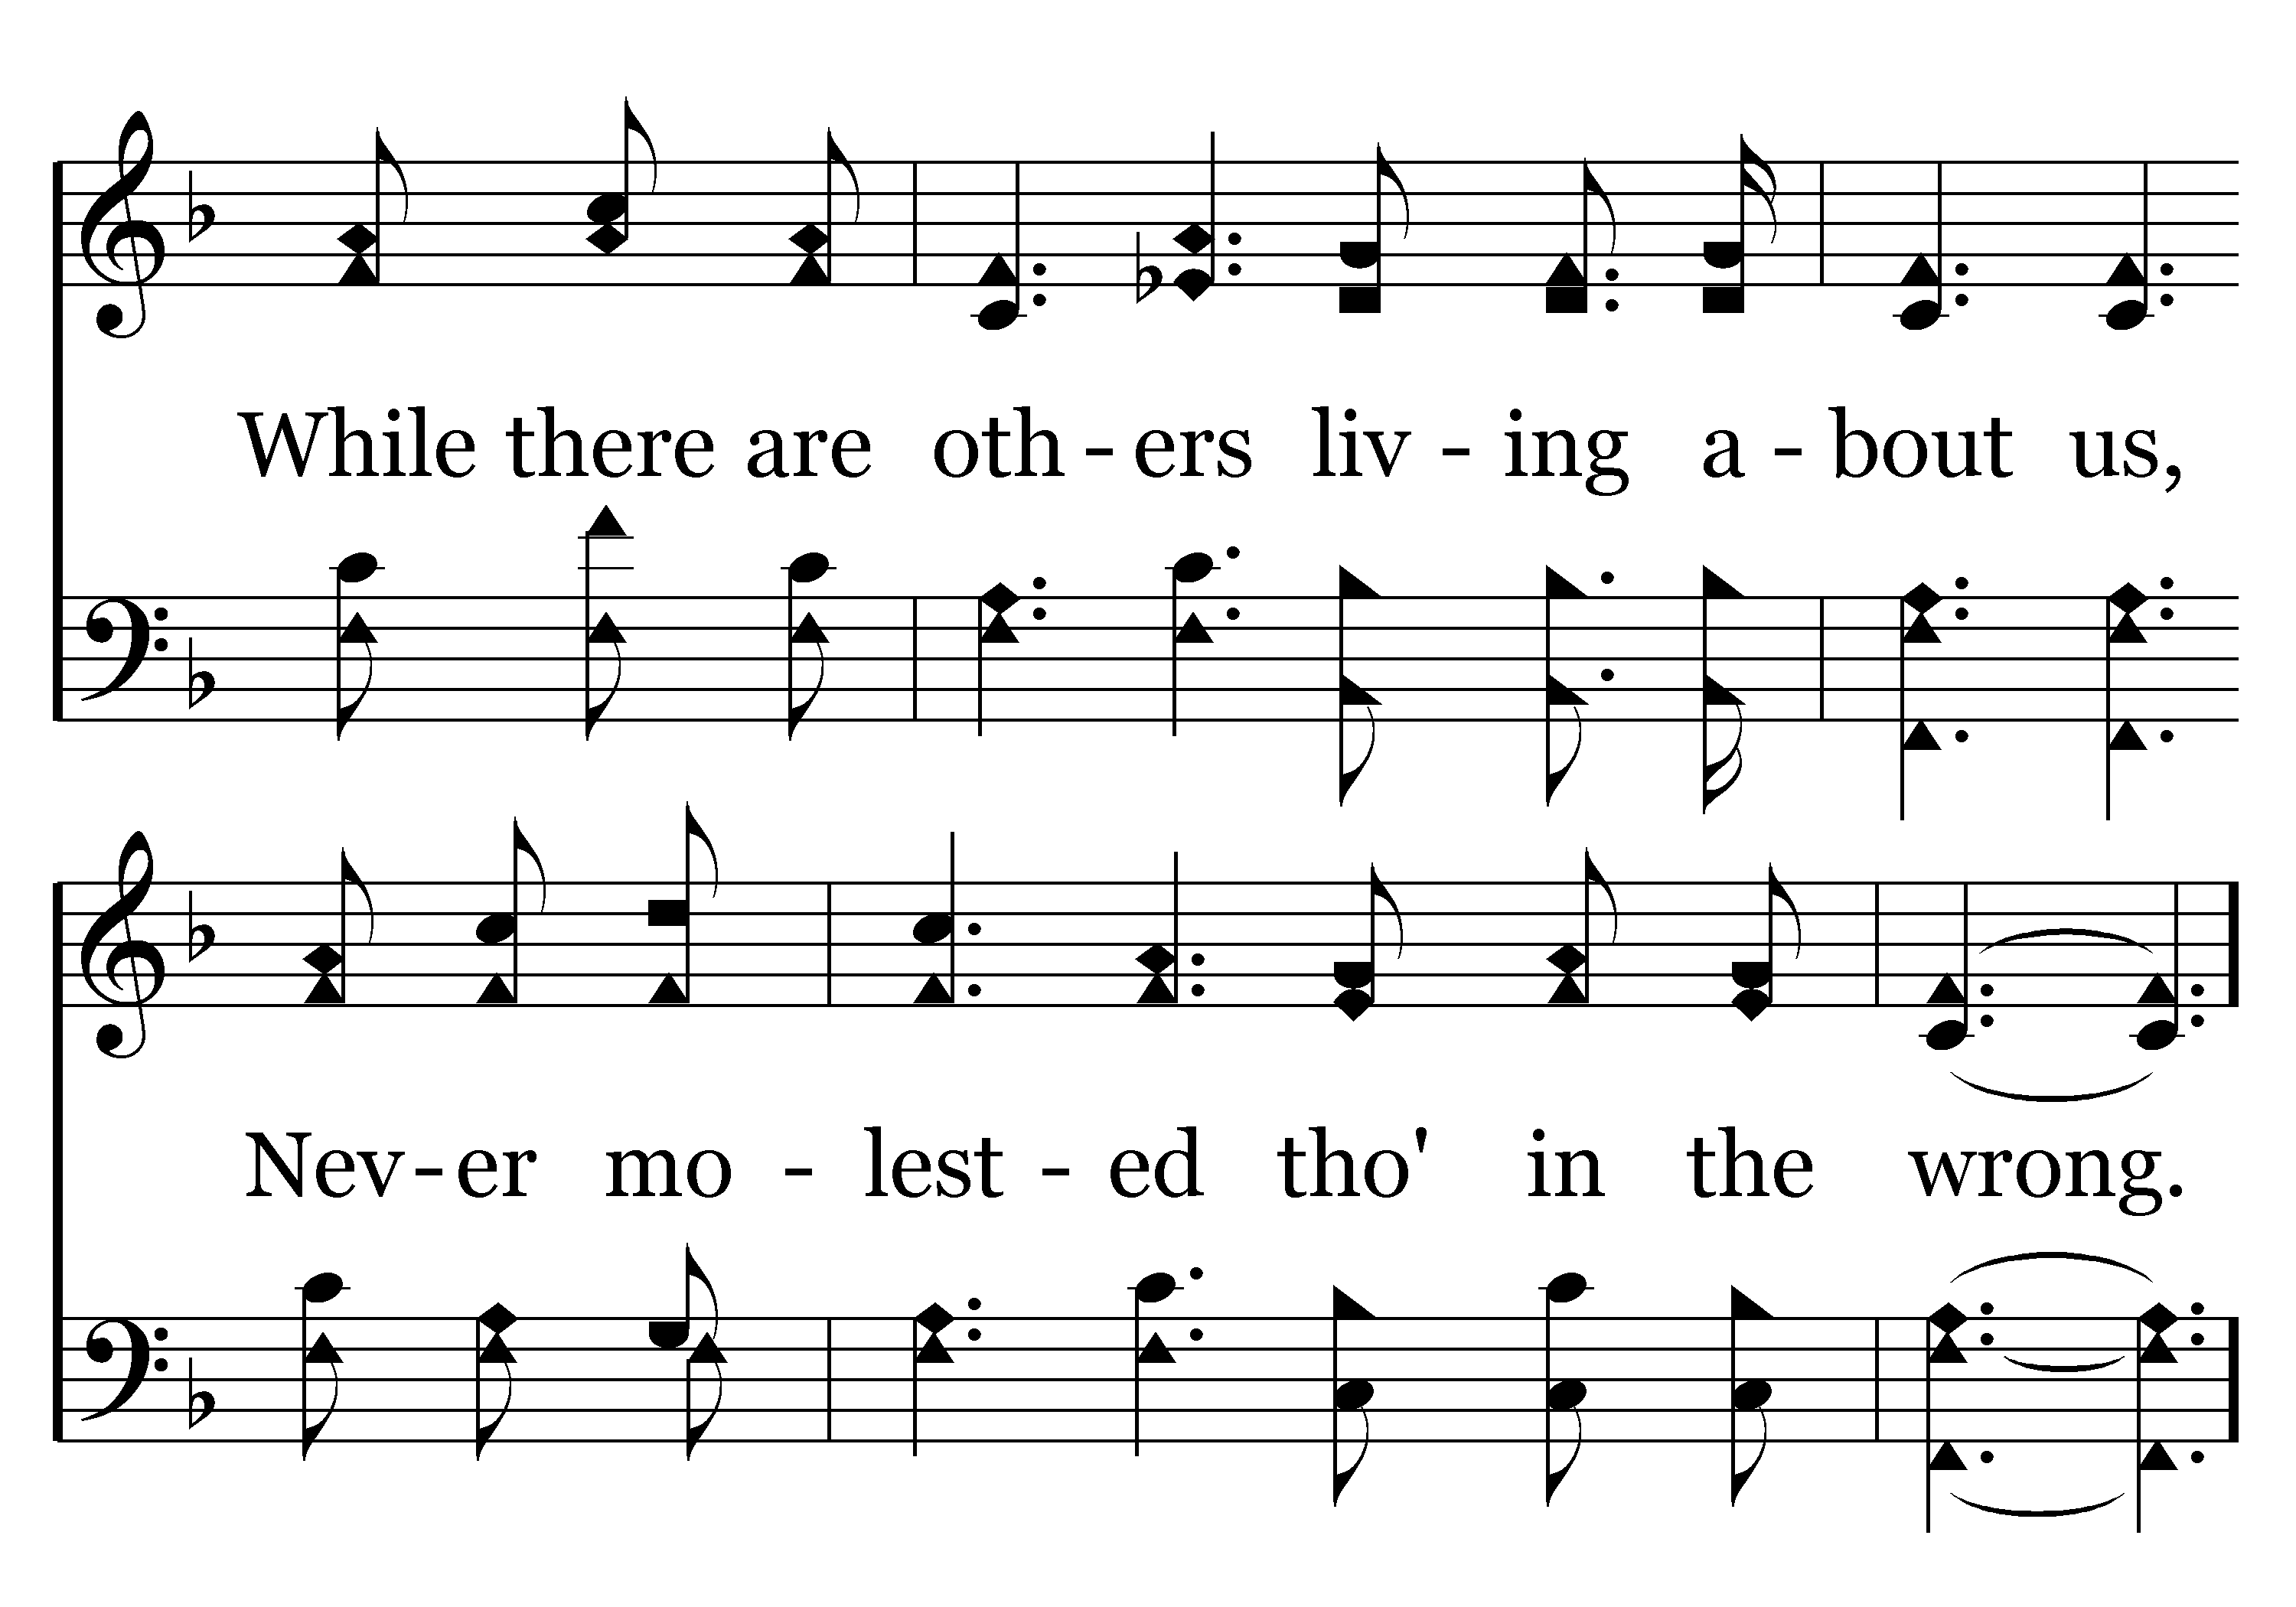 While there are oth - ers liv - ing a - bout us,
Nev - er mo - lest - ed tho' in the wrong.